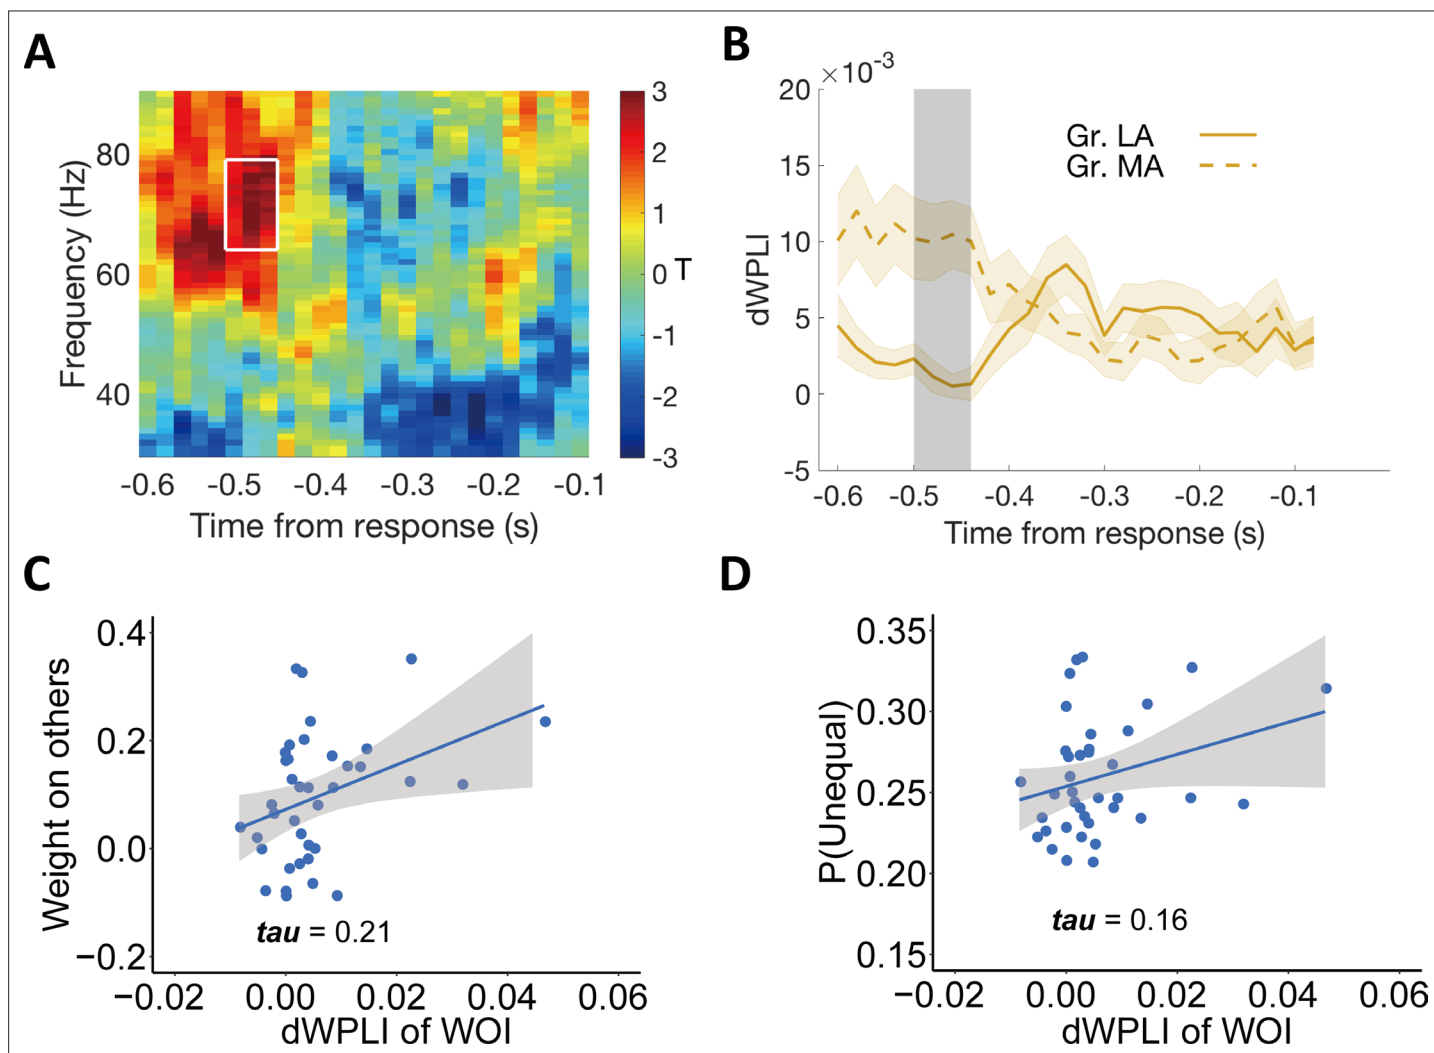 A
Frequency (Hz)
80
60
40
-0.6 -0.5 -0.4 -0.3 -0.2 -0.1
Time from response (s)
3
2
1
0 T
-1
-2
-3
B
×10⁻³
dWPLI
20
15
10
5
0
-5
Gr. LA
Gr. MA
-0.6 -0.5 -0.4 -0.3 -0.2 -0.1
Time from response (s)
C
Weight on others
0.4
0.2
0.0
−0.2
tau = 0.21
−0.02 0.00 0.02 0.04 0.06
dWPLI of WOI
D
P(Unequal)
0.35
0.30
0.25
0.20
0.15
tau = 0.16
−0.02 0.00 0.02 0.04 0.06
dWPLI of WOI